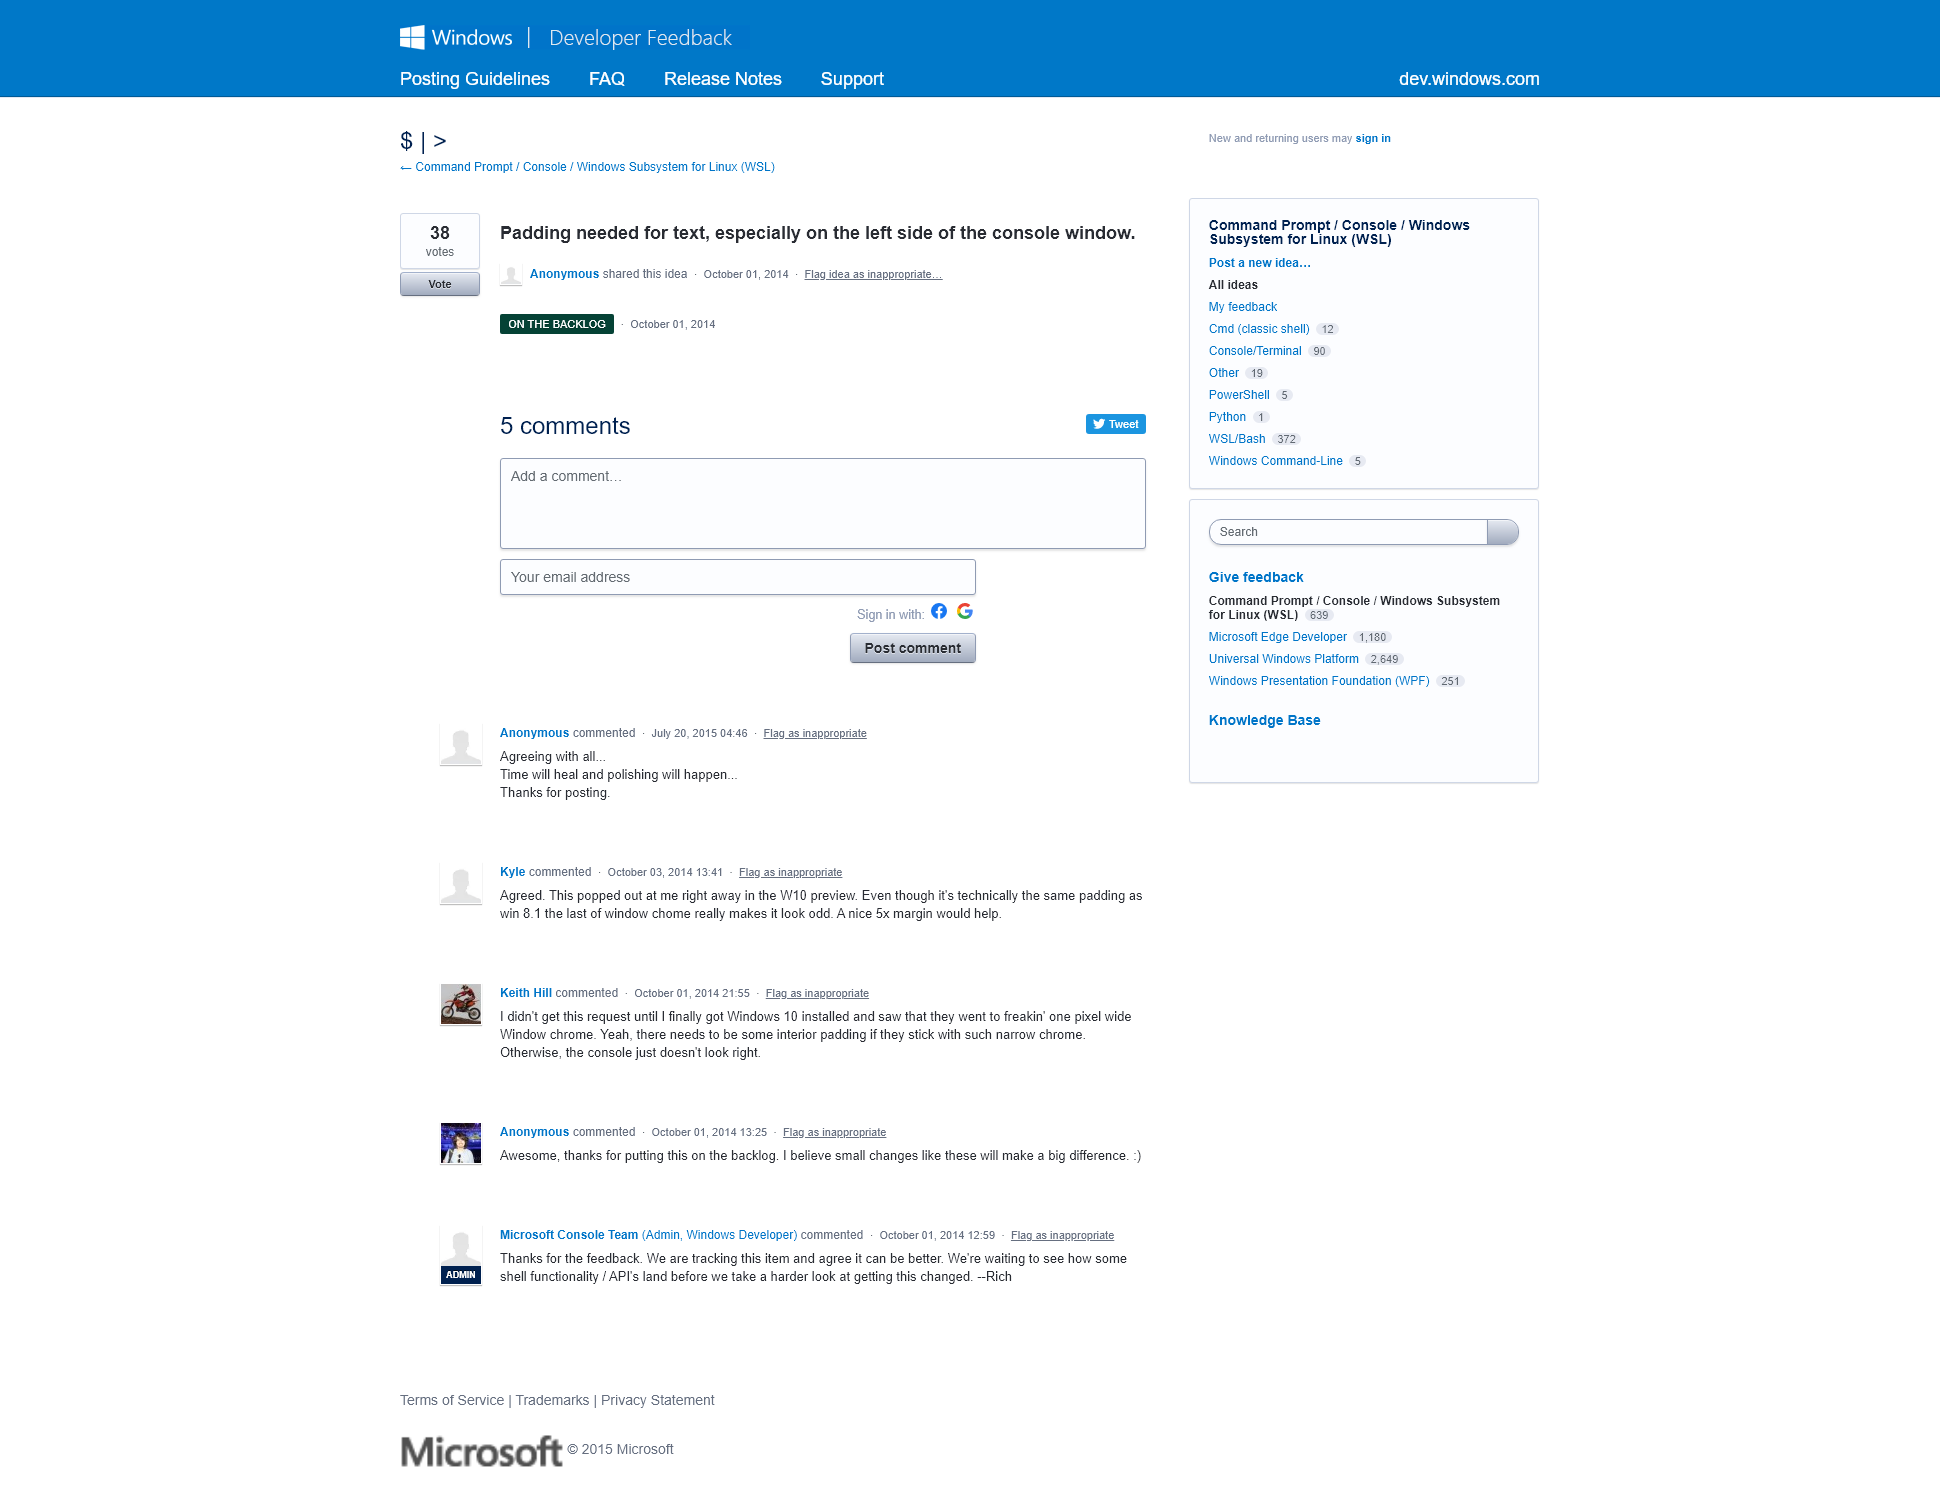 Windows | Developer Feedback
Posting Guidelines FAQ Release Notes Support dev.windows.com
$ | >
← Command Prompt / Console / Windows Subsystem for Linux (WSL)
New and returning users may sign in
38
votes
Vote
Padding needed for text, especially on the left side of the console window.
Anonymous shared this idea · October 01, 2014 · Flag idea as inappropriate…
ON THE BACKLOG · October 01, 2014
5 comments
Tweet
Add a comment…
Your email address
Sign in with:
Post comment
Anonymous commented · July 20, 2015 04:46 · Flag as inappropriate
Agreeing with all...
Time will heal and polishing will happen...
Thanks for posting.
Kyle commented · October 03, 2014 13:41 · Flag as inappropriate
Agreed. This popped out at me right away in the W10 preview. Even though it's technically the same padding as
win 8.1 the last of window chome really makes it look odd. A nice 5x margin would help.
Keith Hill commented · October 01, 2014 21:55 · Flag as inappropriate
I didn't get this request until I finally got Windows 10 installed and saw that they went to freakin' one pixel wide
Window chrome. Yeah, there needs to be some interior padding if they stick with such narrow chrome.
Otherwise, the console just doesn't look right.
Anonymous commented · October 01, 2014 13:25 · Flag as inappropriate
Awesome, thanks for putting this on the backlog. I believe small changes like these will make a big difference. :)
ADMIN
Microsoft Console Team (Admin, Windows Developer) commented · October 01, 2014 12:59 · Flag as inappropriate
Thanks for the feedback. We are tracking this item and agree it can be better. We're waiting to see how some
shell functionality / API's land before we take a harder look at getting this changed. --Rich
Command Prompt / Console / Windows
Subsystem for Linux (WSL)
Post a new idea…
All ideas
My feedback
Cmd (classic shell) 12
Console/Terminal 90
Other 19
PowerShell 5
Python 1
WSL/Bash 372
Windows Command-Line 5
Search
Give feedback
Command Prompt / Console / Windows Subsystem
for Linux (WSL) 639
Microsoft Edge Developer 1,180
Universal Windows Platform 2,649
Windows Presentation Foundation (WPF) 251
Knowledge Base
Terms of Service | Trademarks | Privacy Statement
Microsoft © 2015 Microsoft